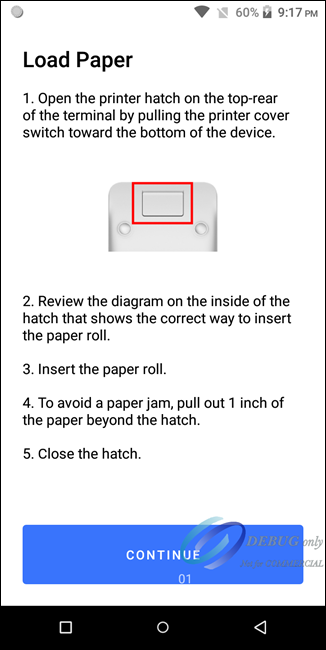 60% 9:17 PM
Load Paper
1. Open the printer hatch on the top-rear
of the terminal by pulling the printer cover
switch toward the bottom of the device.
2. Review the diagram on the inside of the
hatch that shows the correct way to insert
the paper roll.
3. Insert the paper roll.
4. To avoid a paper jam, pull out 1 inch of
the paper beyond the hatch.
5. Close the hatch.
DEBUG only
CONTINUE
COMMERCIAL
01